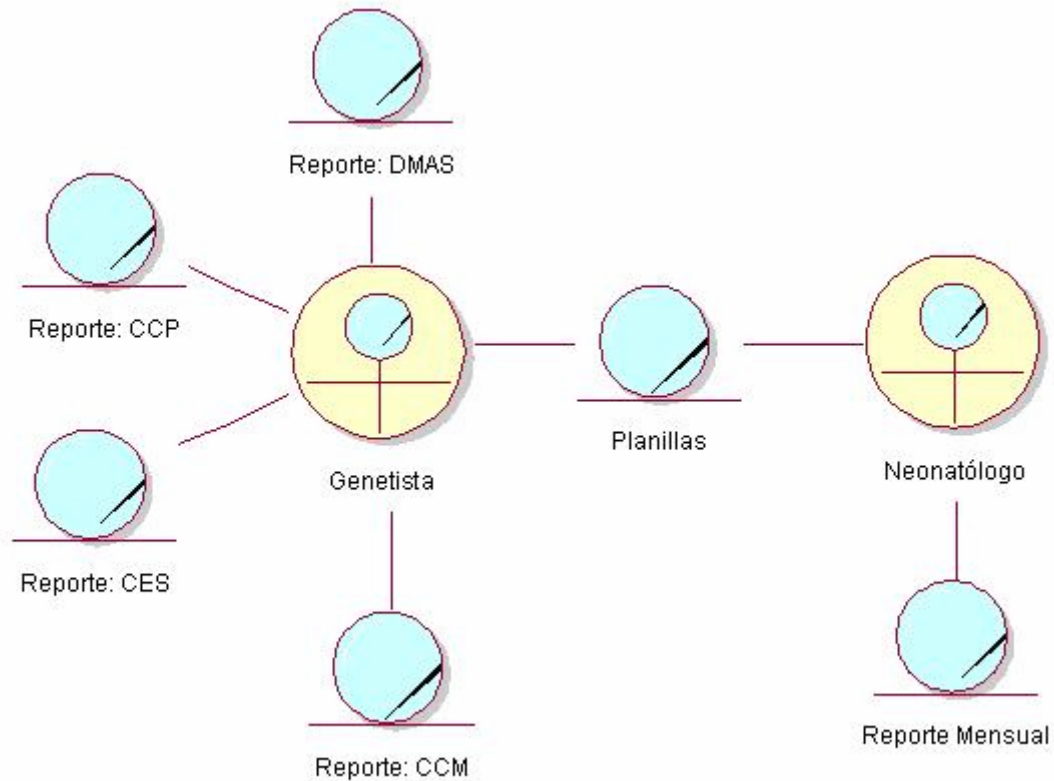 Reporte: DMAS
Reporte: CCP
Genetista
Planillas
Neonatólogo
Reporte: CES
Reporte: CCM
Reporte Mensual